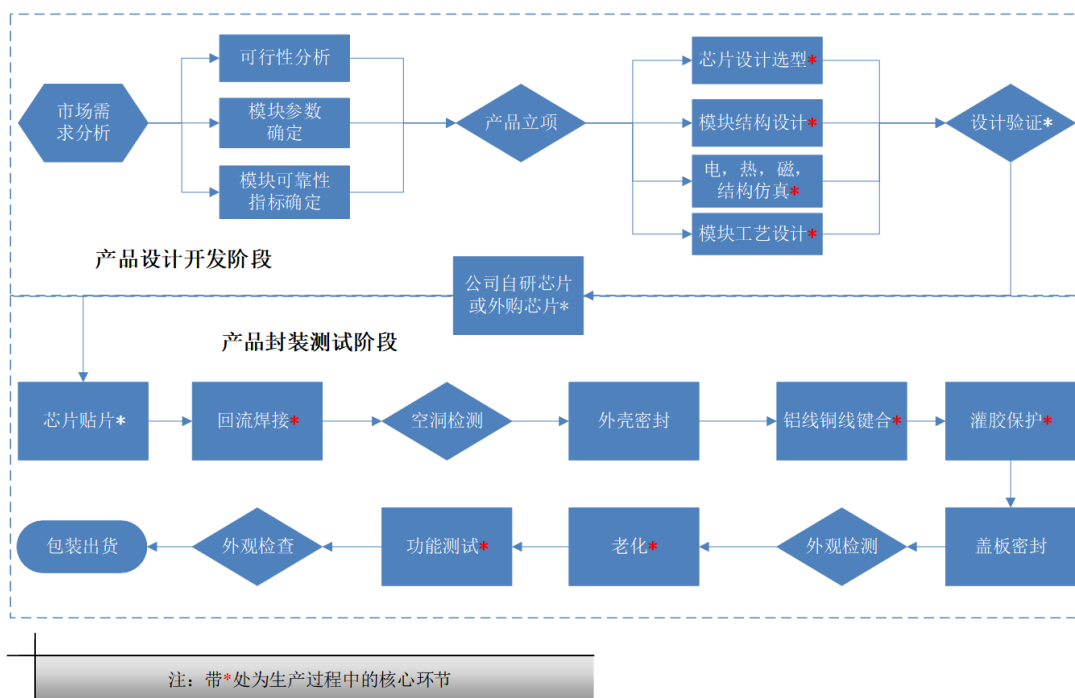 市场需
求分析
可行性分析
模块参数
确定
模块可靠性
指标确定
产品立项
芯片设计选型*
模块结构设计*
电，热，磁，
结构仿真*
模块工艺设计*
设计验证*
产品设计开发阶段
公司自研芯片
或外购芯片*
产品封装测试阶段
芯片贴片*
回流焊接*
空洞检测
外壳密封
铝线铜线键合*
灌胶保护*
包装出货
外观检查
功能测试*
老化*
外观检测
盖板密封
注：带*处为生产过程中的核心环节